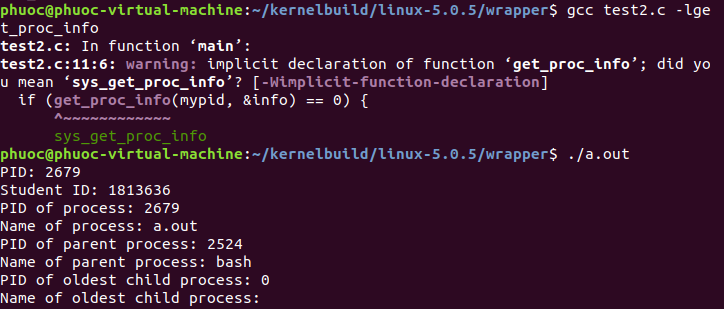 phuoc@phuoc-virtual-machine:~/kernelbuild/linux-5.0.5/wrapper$ gcc test2.c -lge
t_proc_info
test2.c: In function ‘main’:
test2.c:11:6: warning: implicit declaration of function ‘get_proc_info’; did yo
u mean ‘sys_get_proc_info’? [-Wimplicit-function-declaration]
  if (get_proc_info(mypid, &info) == 0) {
      ^~~~~~~~~~~~~
      sys_get_proc_info
phuoc@phuoc-virtual-machine:~/kernelbuild/linux-5.0.5/wrapper$ ./a.out
PID: 2679
Student ID: 1813636
PID of process: 2679
Name of process: a.out
PID of parent process: 2524
Name of parent process: bash
PID of oldest child process: 0
Name of oldest child process: